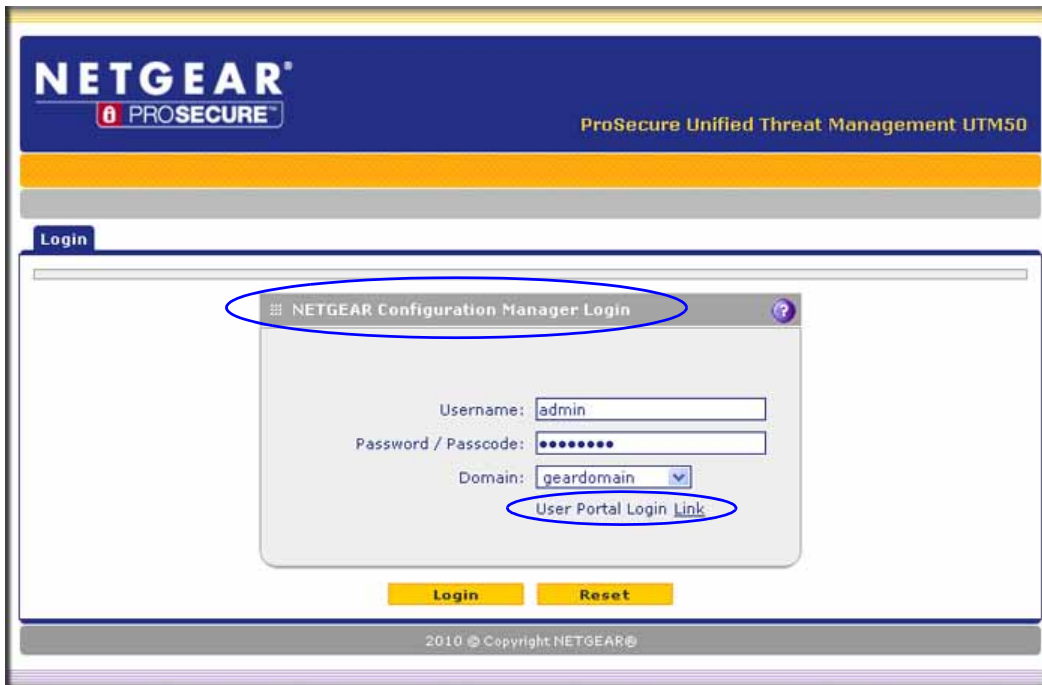 NETGEAR®
PROSECURE™
ProSecure Unified Threat Management UTM50
Login
NETGEAR Configuration Manager Login
?
Username: admin
Password / Passcode: ••••••••
Domain: geardomain
User Portal Login Link
Login Reset
2010 © Copyright NETGEAR®